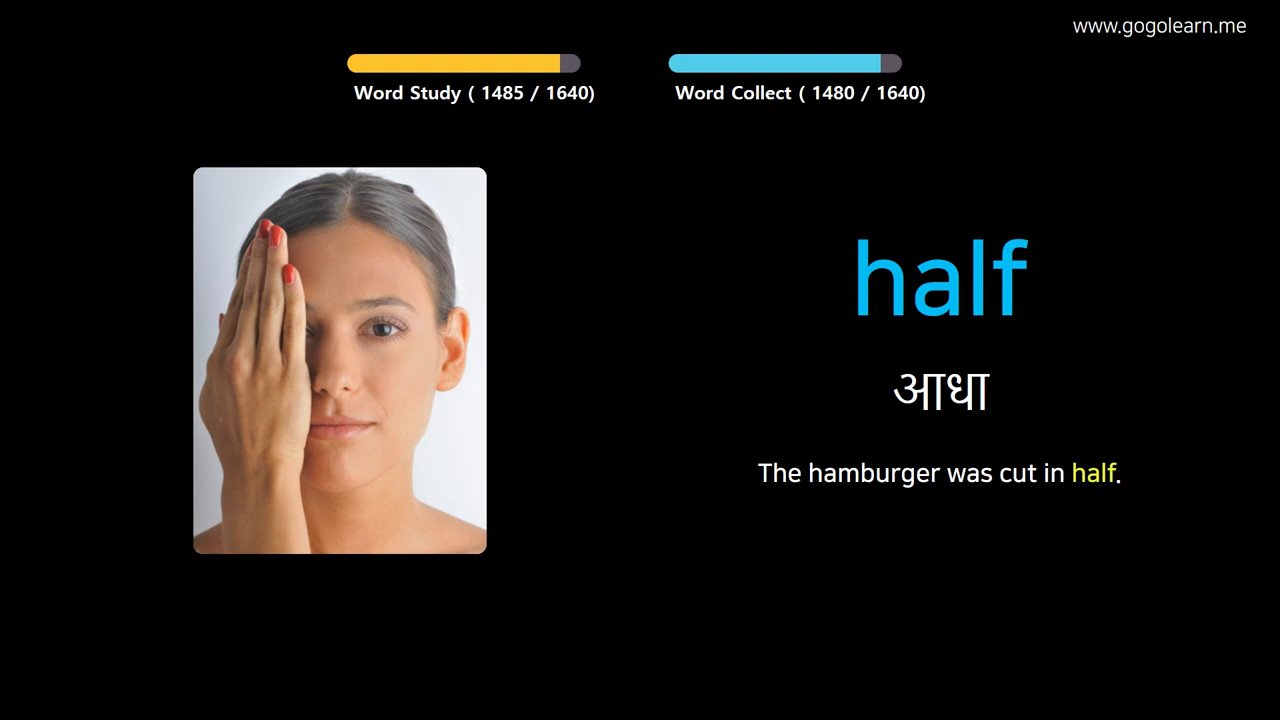 www.gogolearn.me
Word Study ( 1485 / 1640)
Word Collect ( 1480 / 1640)
half
आधा
The hamburger was cut in half.